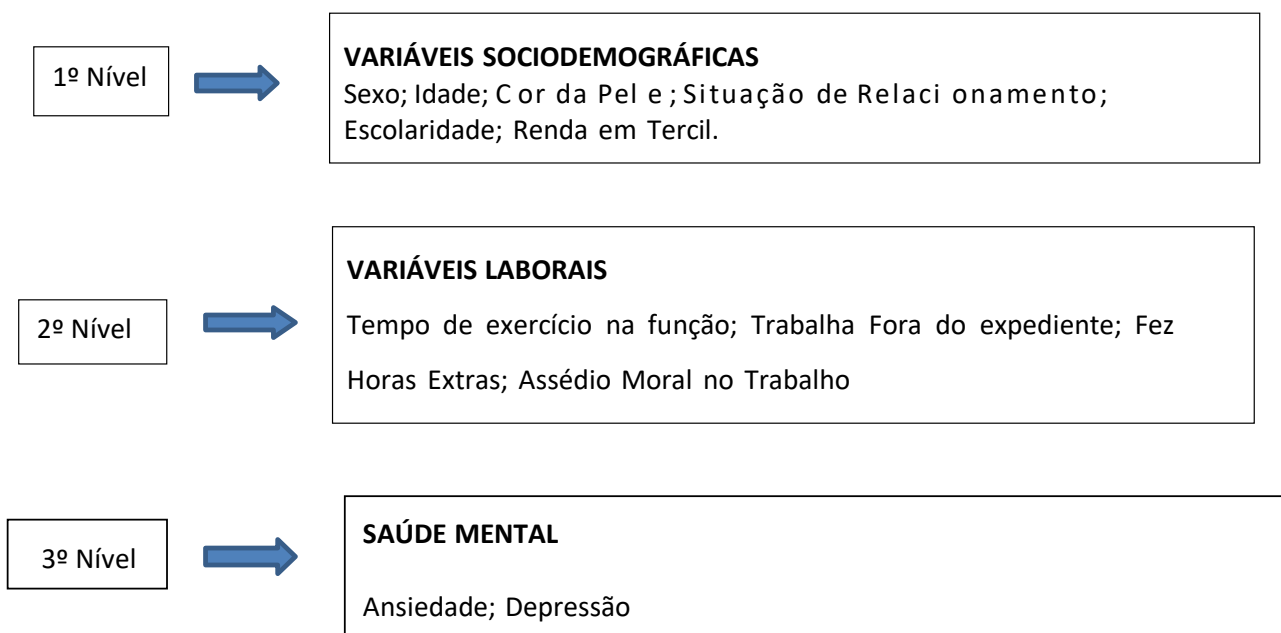 1º Nível
VARIÁVEIS SOCIODEMOGRÁFICAS
Sexo; Idade; Cor da Pele; Situação de Relacionamento;
Escolaridade; Renda em Tercil.
2º Nível
VARIÁVEIS LABORAIS
Tempo de exercício na função; Trabalha Fora do expediente; Fez
Horas Extras; Assédio Moral no Trabalho
3º Nível
SAÚDE MENTAL
Ansiedade; Depressão